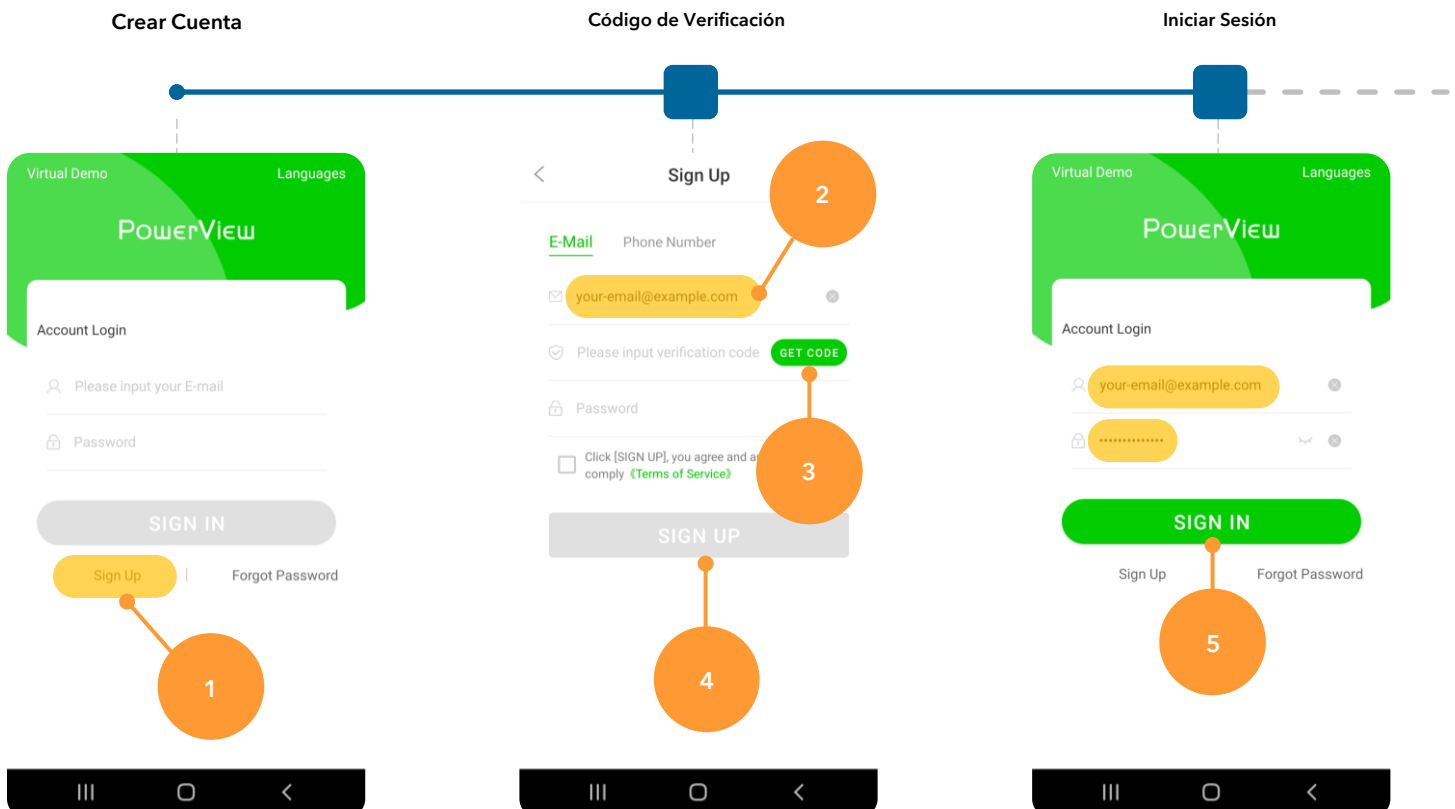 Crear Cuenta
Código de Verificación
Iniciar Sesión
Virtual Demo
Languages
PowerView
Account Login
Please input your E-mail
Password
SIGN IN
Sign Up
Forgot Password
1
Sign Up
2
E-Mail
Phone Number
your-email@example.com
Please input verification code
GET CODE
Password
Click [SIGN UP], you agree and
comply 《Terms of Service》
3
SIGN UP
4
Virtual Demo
Languages
PowerView
Account Login
your-email@example.com
••••••••••••••
SIGN IN
Sign Up
Forgot Password
5